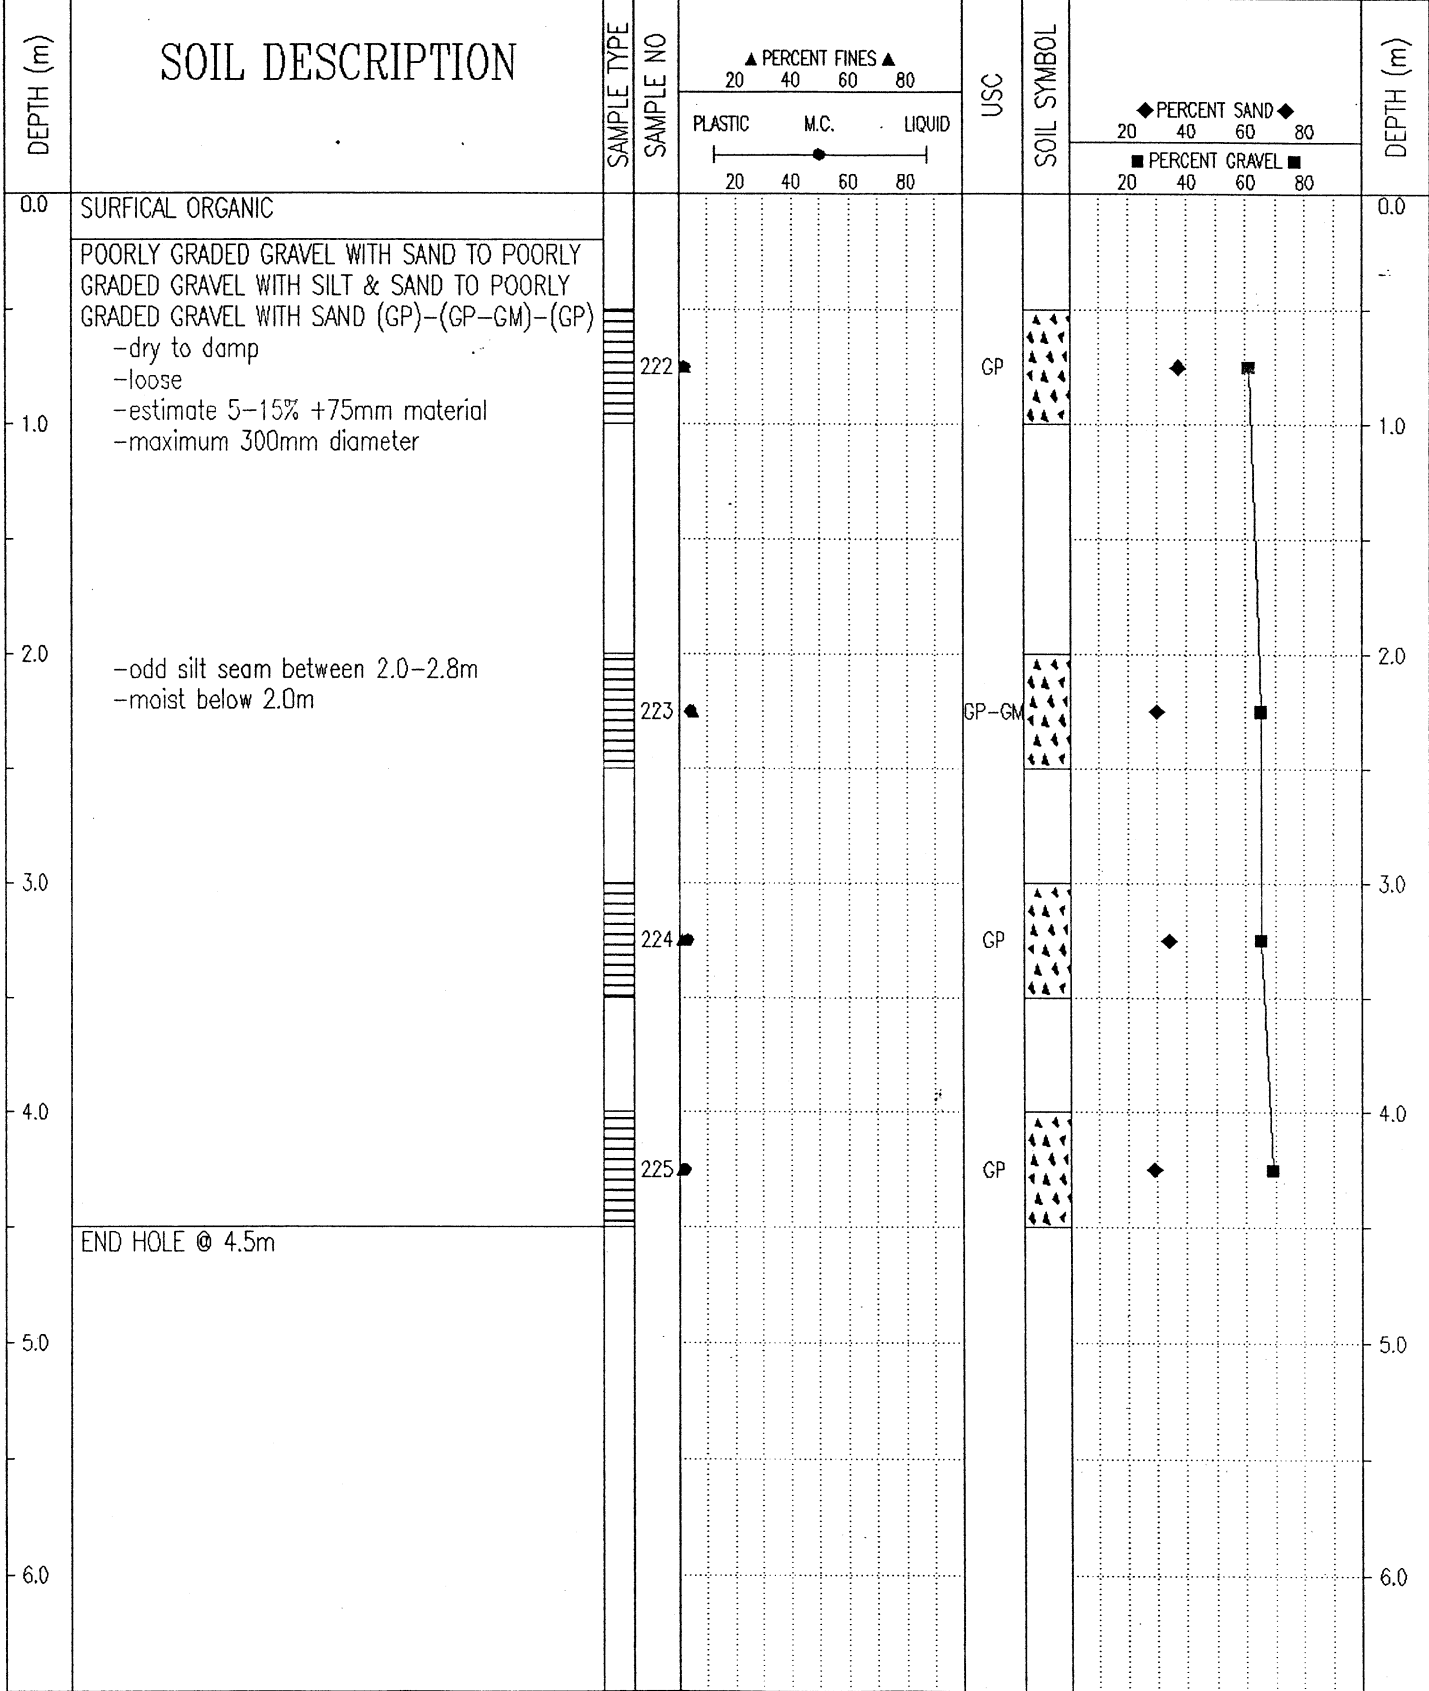 DEPTH (m)
SOIL DESCRIPTION
SAMPLE TYPE
SAMPLE NO
▲ PERCENT FINES ▲
20 40 60 80
PLASTIC M.C. LIQUID
20 40 60 80
USC
SOIL SYMBOL
◆ PERCENT SAND ◆
20 40 60 80
■ PERCENT GRAVEL ■
20 40 60 80
DEPTH (m)
0.0 SURFICAL ORGANIC 0.0
POORLY GRADED GRAVEL WITH SAND TO POORLY
GRADED GRAVEL WITH SILT & SAND TO POORLY
GRADED GRAVEL WITH SAND (GP)-(GP-GM)-(GP)
-dry to damp
222 GP
-loose
-estimate 5-15% +75mm material
1.0 1.0
-maximum 300mm diameter
2.0 2.0
-odd silt seam between 2.0-2.8m
-moist below 2.0m
223 GP-GM
3.0 3.0
224 GP
4.0 4.0
225 GP
END HOLE @ 4.5m
5.0 5.0
6.0 6.0